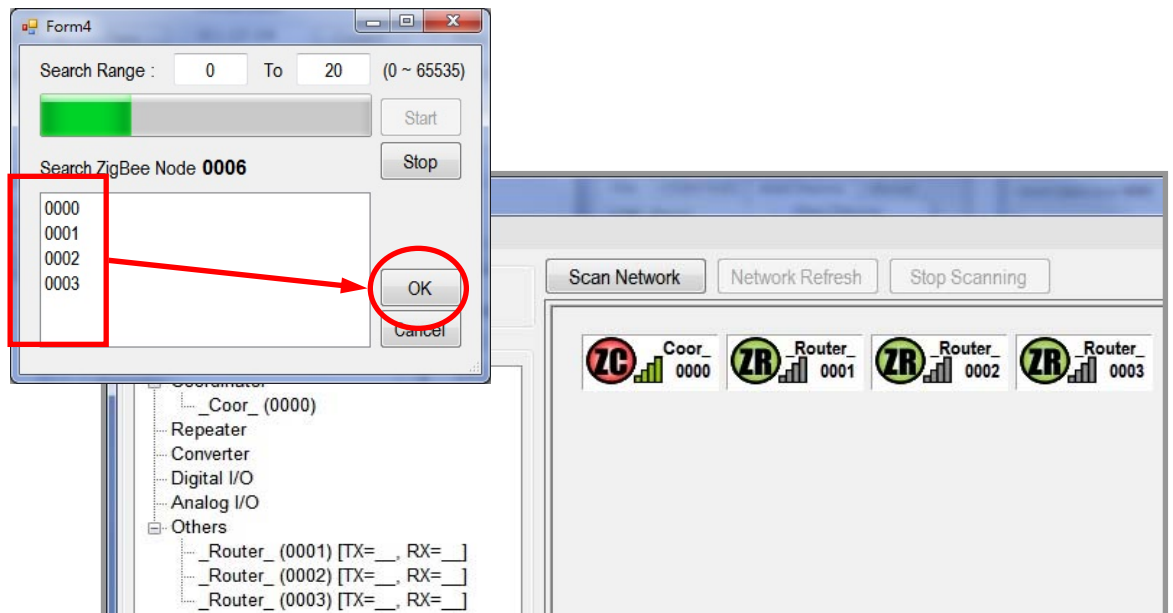 Form4
Search Range : 0 To 20 (0 ~ 65535)
Start
Search ZigBee Node 0006
Stop
0000
0001
0002
0003
OK
Cancel
Scan Network Network Refresh Stop Scanning
ZC _Coor_ 0000
ZR _Router_ 0001
ZR _Router_ 0002
ZR _Router_ 0003
Coordinator
_Coor_ (0000)
Repeater
Converter
Digital I/O
Analog I/O
Others
_Router_ (0001) [TX=__, RX=__]
_Router_ (0002) [TX=__, RX=__]
_Router_ (0003) [TX=__, RX=__]